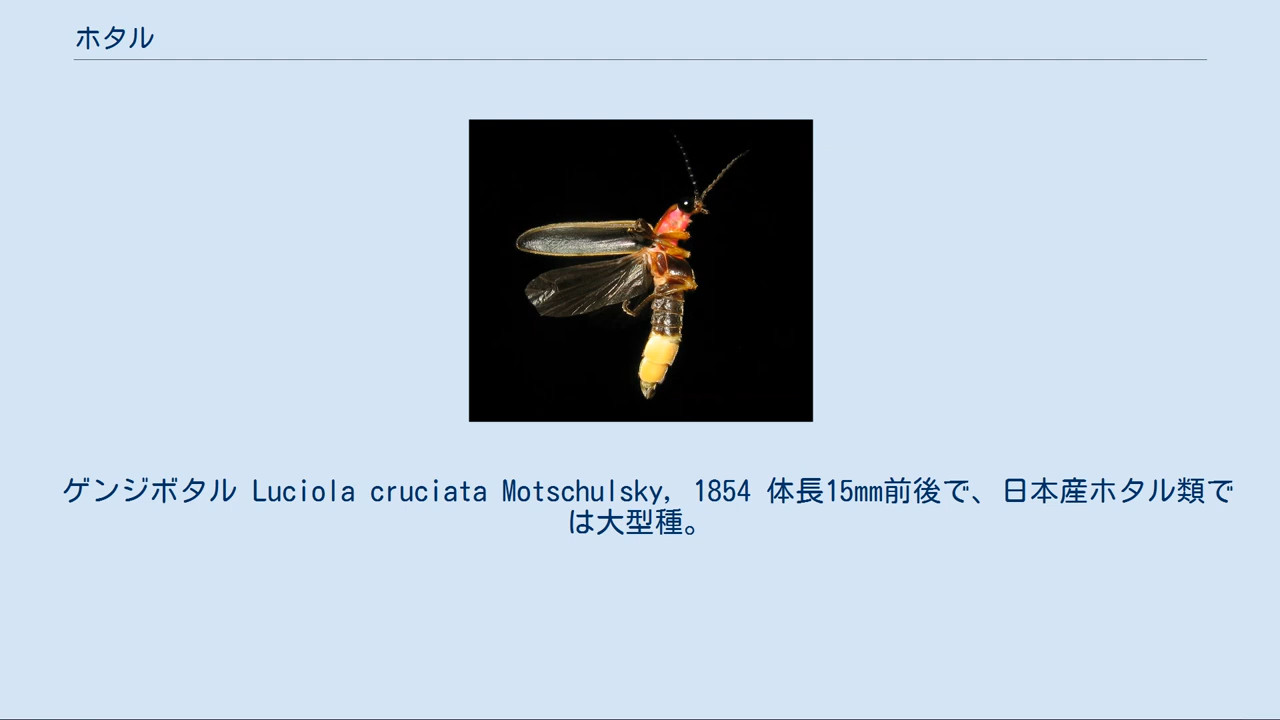 ホタル
ゲンジボタル Luciola cruciata Motschulsky, 1854 体長15mm前後で、日本産ホタル類で
は大型種。